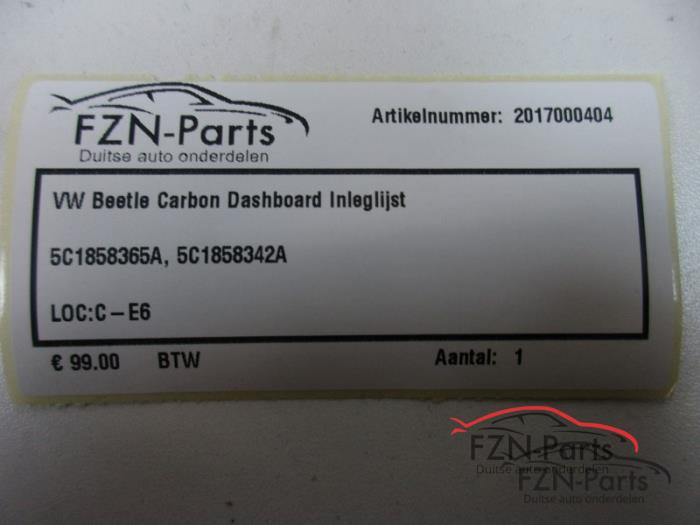 FZN-Parts
Duitse auto onderdelen
Artikelnummer: 2017000404
VW Beetle Carbon Dashboard Inleglijst
5C1858365A, 5C1858342A
LOC:C-E6
€ 99.00 BTW Aantal: 1
FZN-Parts
Duitse auto onderdelen
FZN-Parts
Duitse auto onderdelen